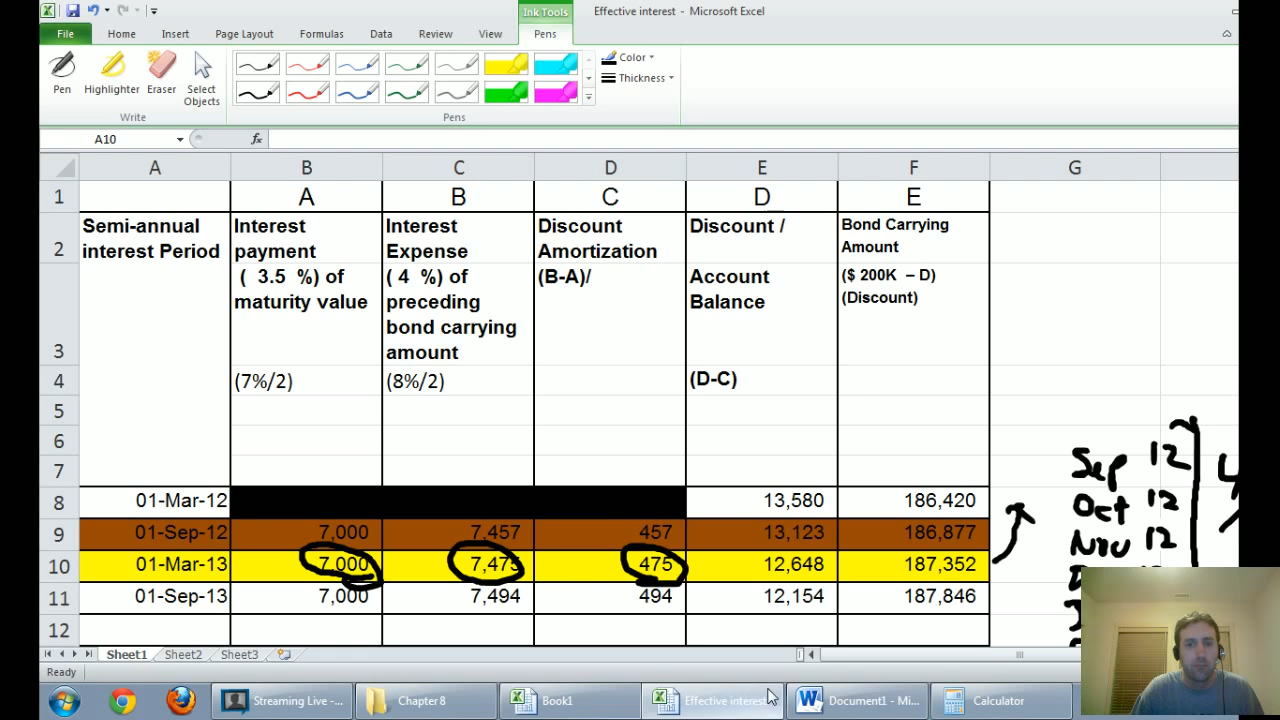 Ink Tools
Effective interest - Microsoft Excel
File Home Insert Page Layout Formulas Data Review View Pens
Pen Highlighter Eraser Select Objects
Color
Thickness
Write Pens
A10 fx
A B C D E F G
1 A B C D E
2 Semi-annual interest Period Interest payment Interest Expense Discount Amortization Discount / Bond Carrying Amount
3 ( 3.5 %) of maturity value ( 4 %) of preceding bond carrying amount (B-A)/ Account Balance ($ 200K – D) (Discount)
4 (7%/2) (8%/2) (D-C)
5
6
7
8 01-Mar-12 13,580 186,420
9 01-Sep-12 7,000 7,457 457 13,123 186,877
10 01-Mar-13 7,000 7,475 475 12,648 187,352
11 01-Sep-13 7,000 7,494 494 12,154 187,846
12
Sep 12
Oct 12
Nov 12
Sheet1 Sheet2 Sheet3
Ready
Streaming Live -... Chapter 8 Book1 Effective interest Document1 - Mi... Calculator